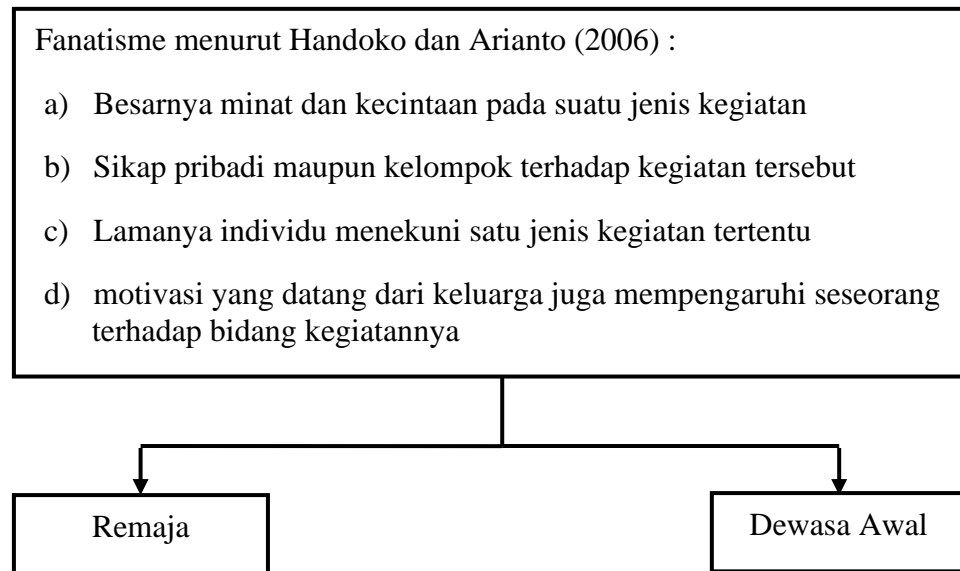 Fanatisme menurut Handoko dan Arianto (2006) :
a) Besarnya minat dan kecintaan pada suatu jenis kegiatan
b) Sikap pribadi maupun kelompok terhadap kegiatan tersebut
c) Lamanya individu menekuni satu jenis kegiatan tertentu
d) motivasi yang datang dari keluarga juga mempengaruhi seseorang
terhadap bidang kegiatannya
Remaja
Dewasa Awal